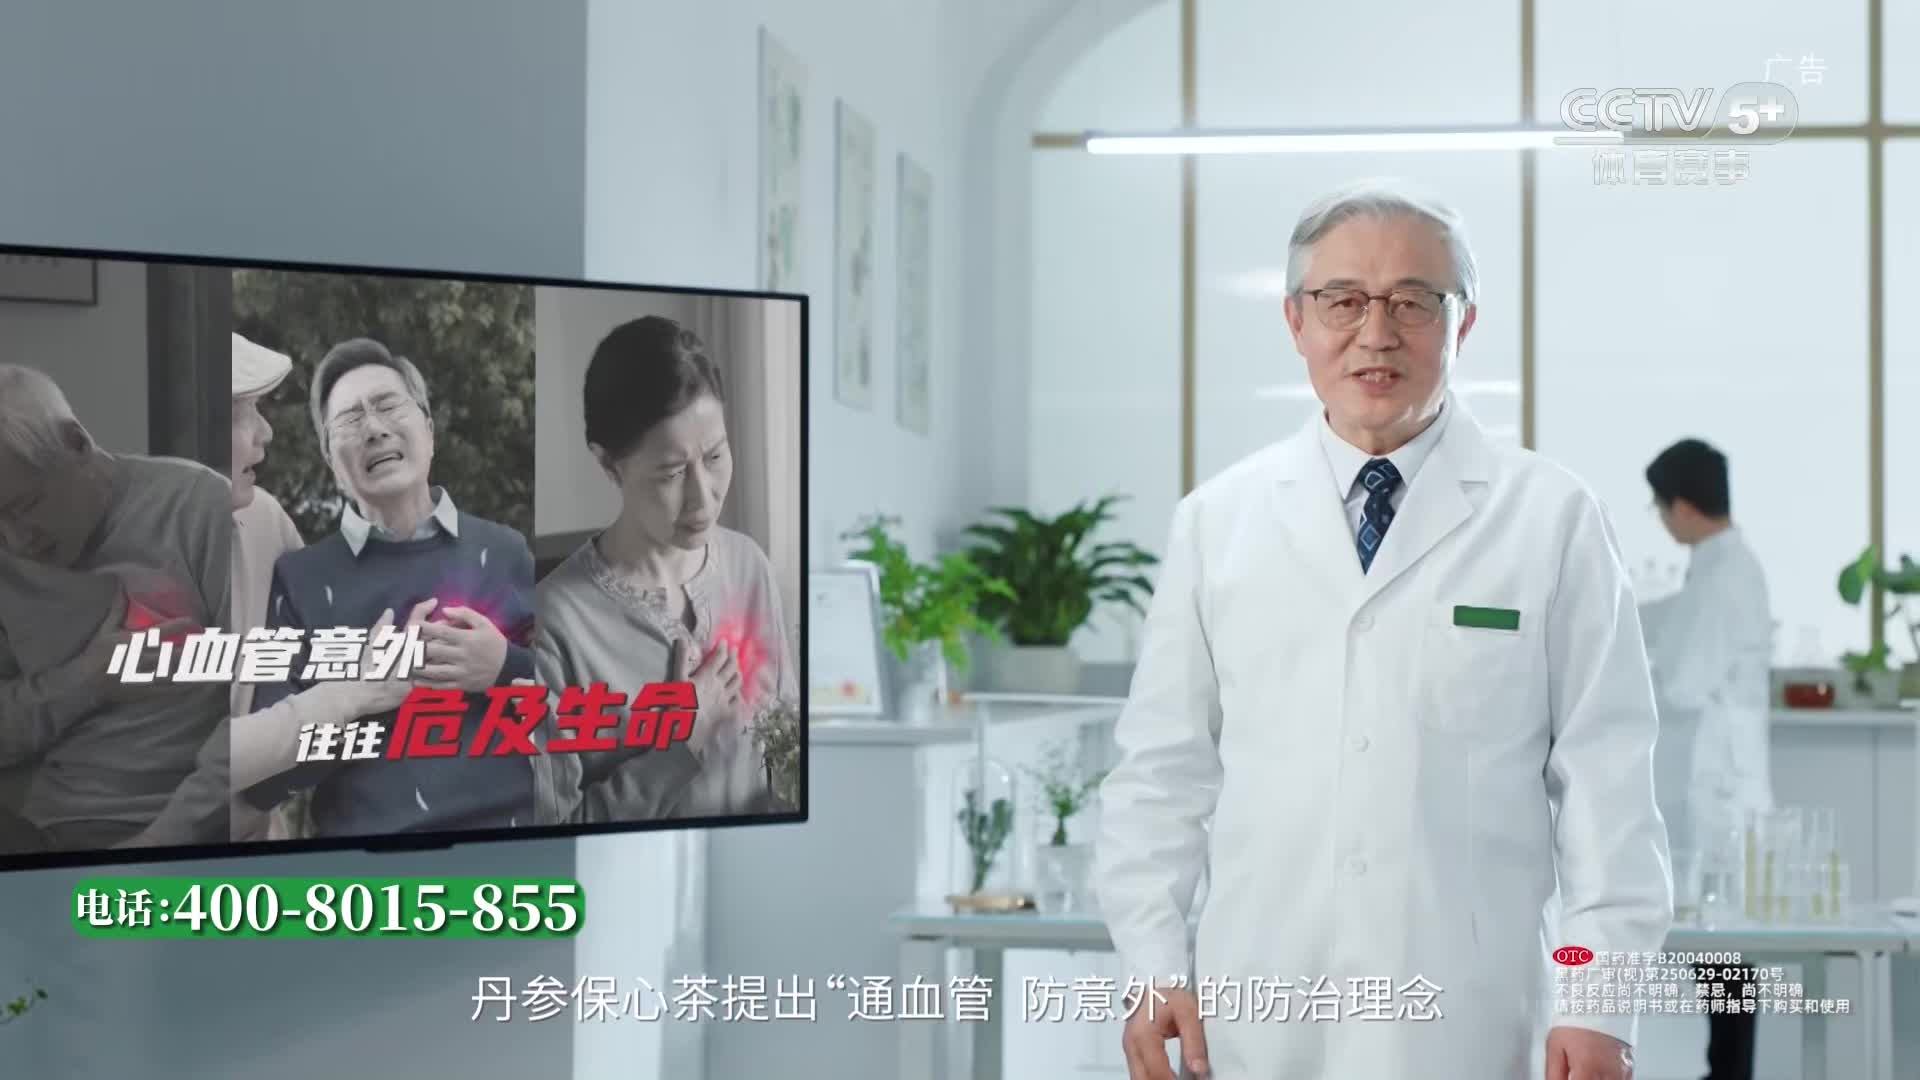 广告
CCTV 5+
体育赛事
心血管意外
往往危及生命
电话:400-8015-855
丹参保心茶提出“通血管 防意外”的防治理念
OTC 国药准字B20040008
黑药广审(视)第250629-02170号
不良反应尚不明确，禁忌，尚不明确
请按药品说明书或在药师指导下购买和使用